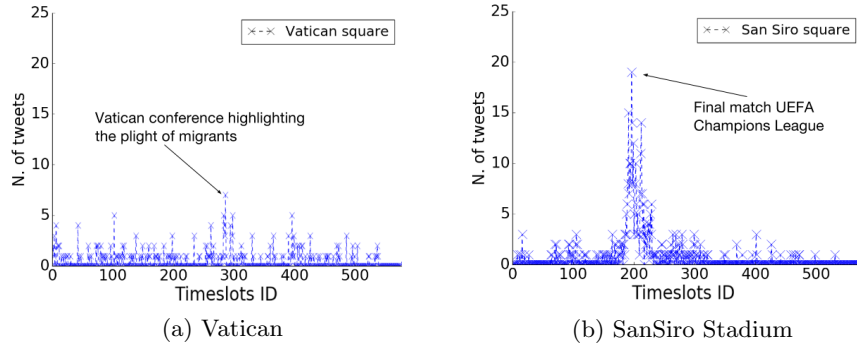 25
20
15
10
5
0
N. of tweets
Vatican square
Vatican conference highlighting
the plight of migrants
0 100 200 300 400 500
Timeslots ID
(a) Vatican
25
20
15
10
5
0
N. of tweets
San Siro square
Final match UEFA
Champions League
0 100 200 300 400 500
Timeslots ID
(b) SanSiro Stadium